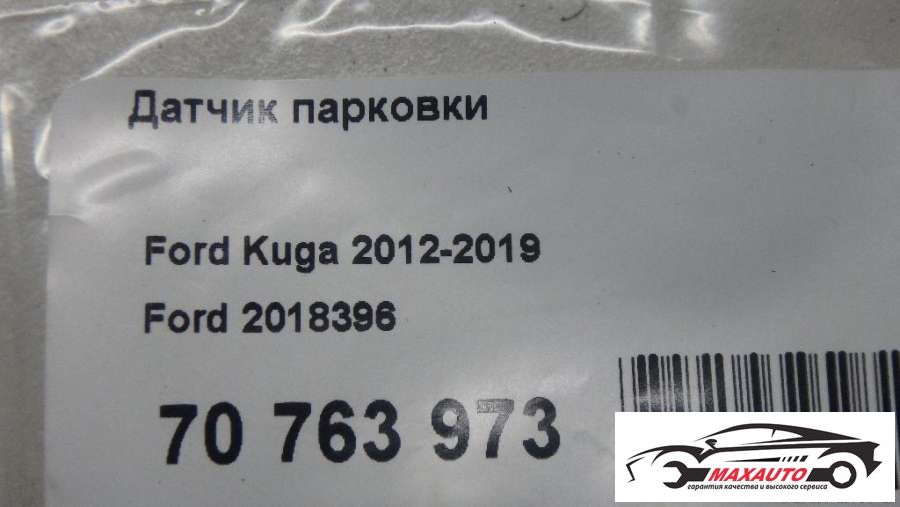 Датчик парковки
Ford Kuga 2012-2019
Ford 2018396
70 763 973
MAXAUTO
гарантия качества и высокого сервиса